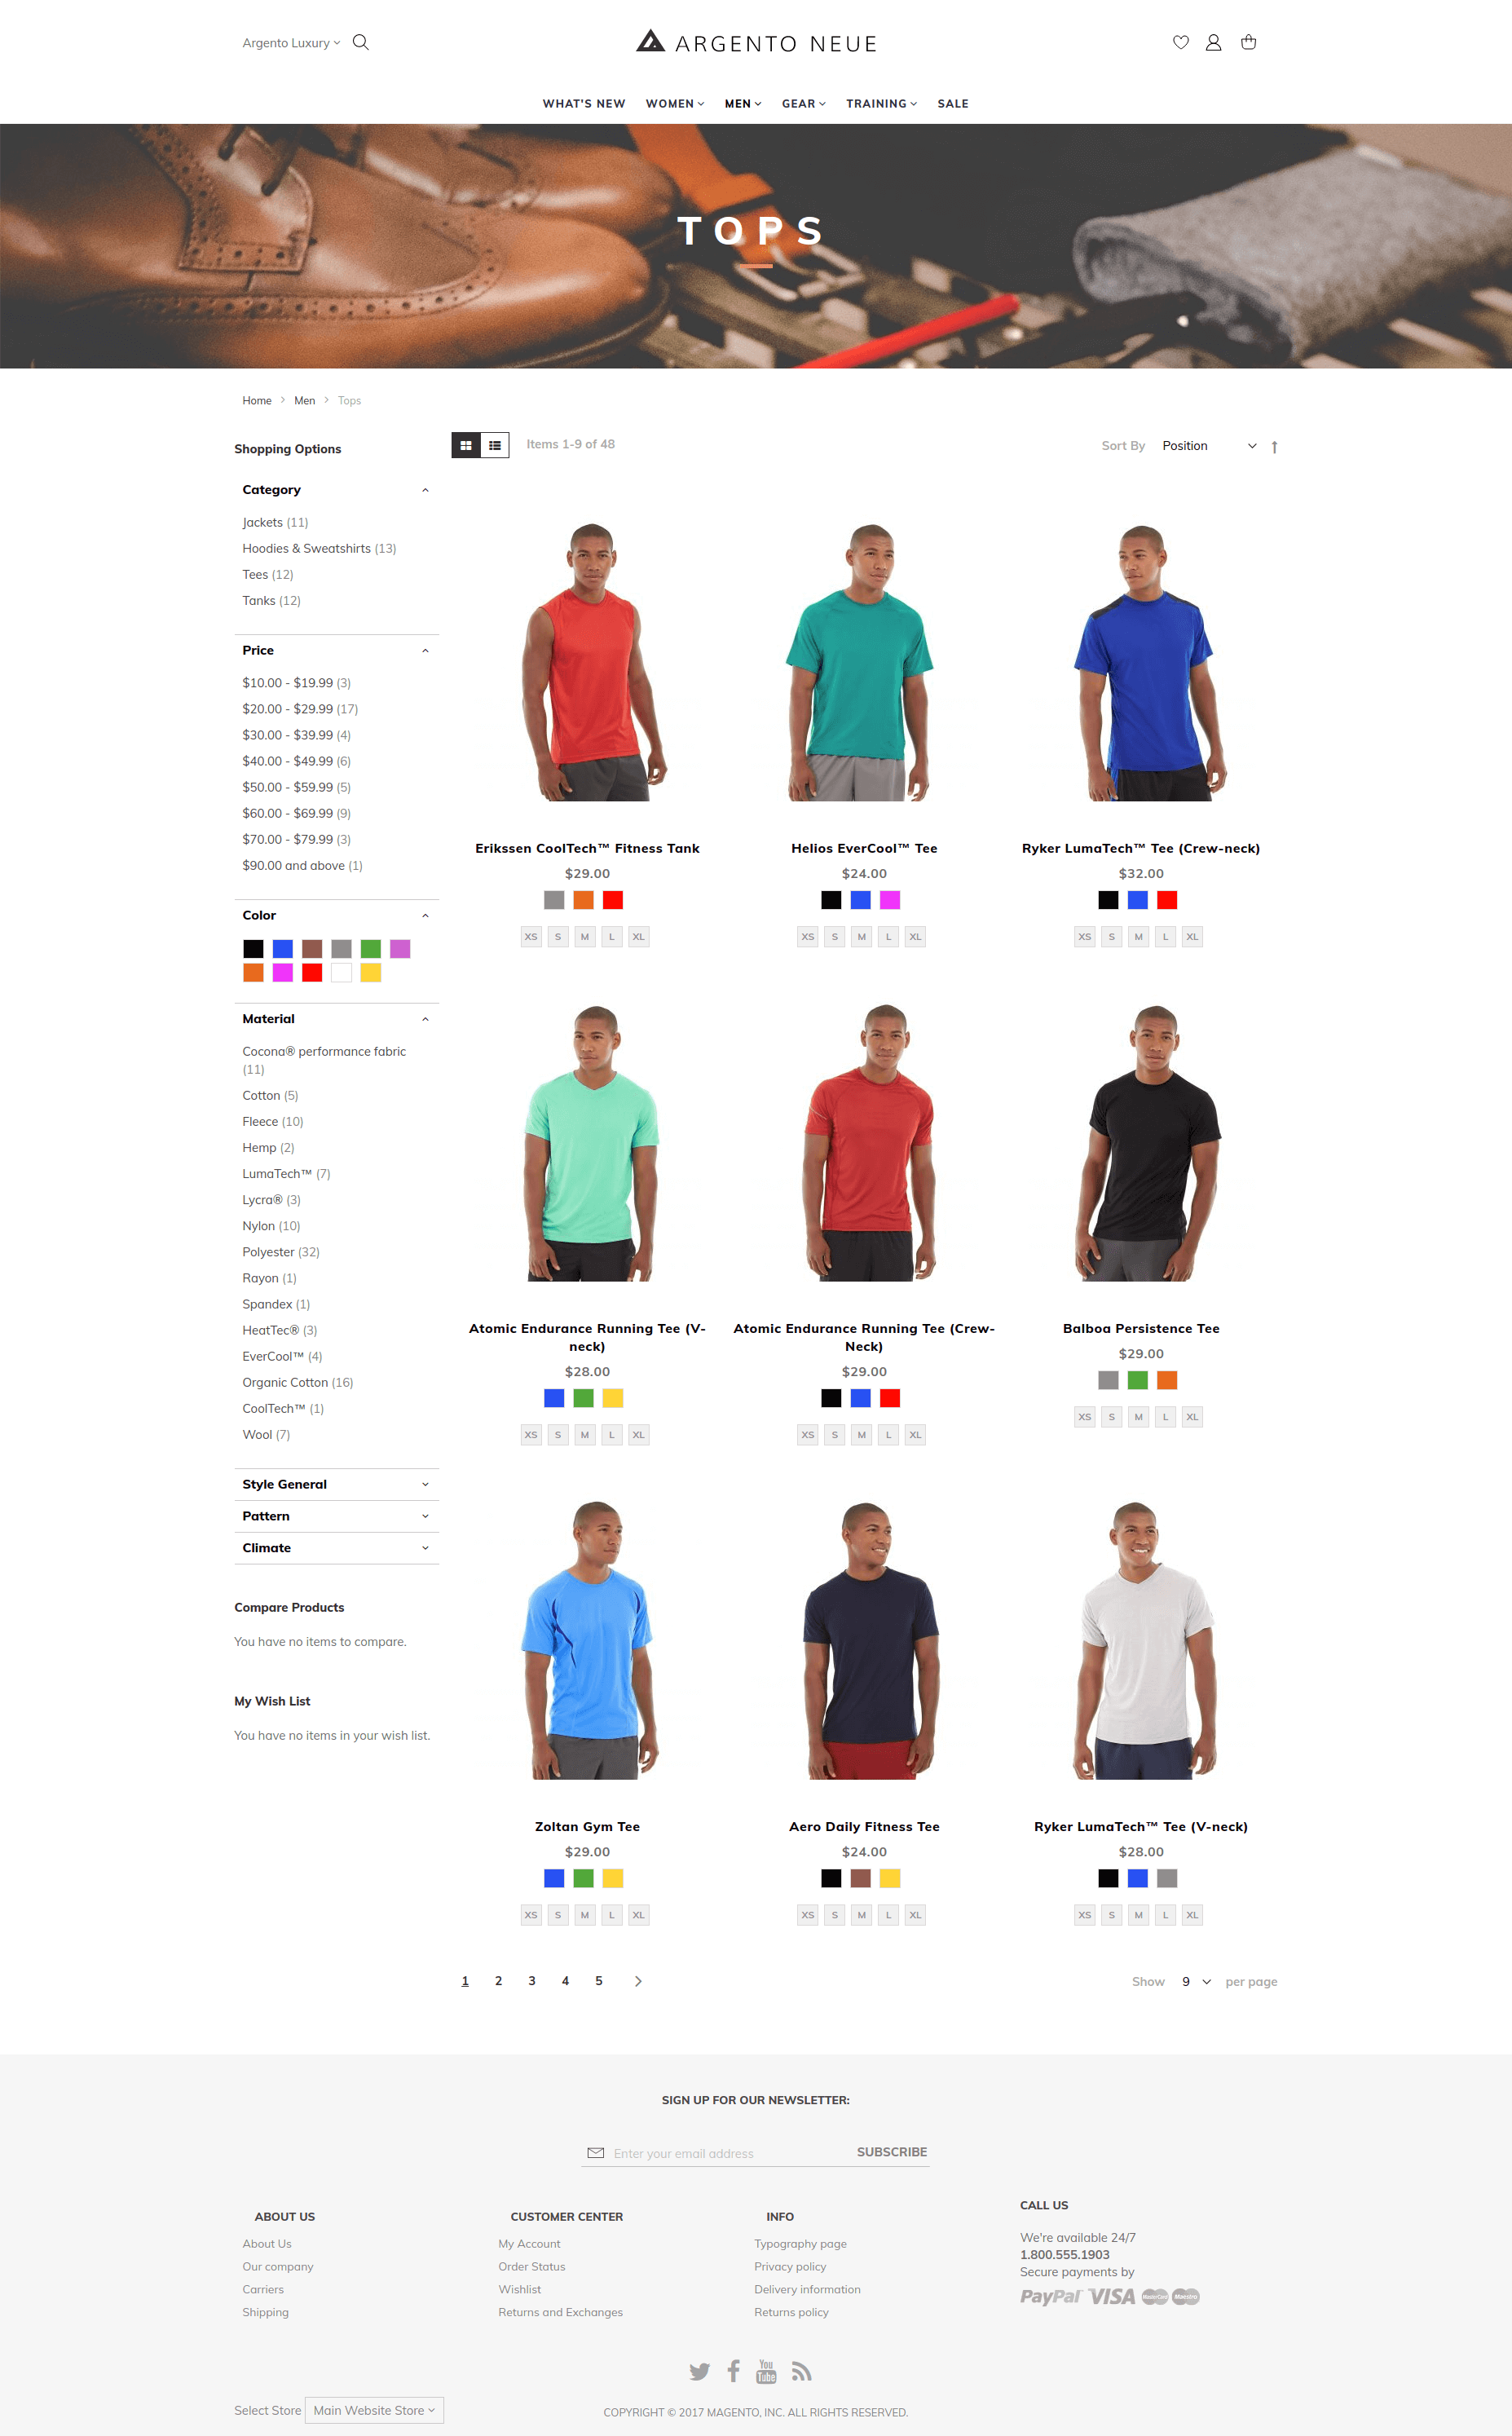 Argento Luxury
ARGENTO NEUE
WHAT'S NEW WOMEN MEN GEAR TRAINING SALE
TOPS
Home > Men > Tops
Shopping Options
Category
Jackets (11)
Hoodies & Sweatshirts (13)
Tees (12)
Tanks (12)
Price
$10.00 - $19.99 (3)
$20.00 - $29.99 (17)
$30.00 - $39.99 (4)
$40.00 - $49.99 (6)
$50.00 - $59.99 (5)
$60.00 - $69.99 (9)
$70.00 - $79.99 (3)
$90.00 and above (1)
Color
Material
Cocona® performance fabric
(11)
Cotton (5)
Fleece (10)
Hemp (2)
LumaTech™ (7)
Lycra® (3)
Nylon (10)
Polyester (32)
Rayon (1)
Spandex (1)
HeatTec® (3)
EverCool™ (4)
Organic Cotton (16)
CoolTech™ (1)
Wool (7)
Style General
Pattern
Climate
Compare Products
You have no items to compare.
My Wish List
You have no items in your wish list.
Items 1-9 of 48
Sort By Position
Erikssen CoolTech™ Fitness Tank
$29.00
XS S M L XL
Helios EverCool™ Tee
$24.00
XS S M L XL
Ryker LumaTech™ Tee (Crew-neck)
$32.00
XS S M L XL
Atomic Endurance Running Tee (V-
neck)
$28.00
XS S M L XL
Atomic Endurance Running Tee (Crew-
Neck)
$29.00
XS S M L XL
Balboa Persistence Tee
$29.00
XS S M L XL
Zoltan Gym Tee
$29.00
XS S M L XL
Aero Daily Fitness Tee
$24.00
XS S M L XL
Ryker LumaTech™ Tee (V-neck)
$28.00
XS S M L XL
1 2 3 4 5
Show 9 per page
SIGN UP FOR OUR NEWSLETTER:
Enter your email address SUBSCRIBE
ABOUT US
About Us
Our company
Carriers
Shipping
CUSTOMER CENTER
My Account
Order Status
Wishlist
Returns and Exchanges
INFO
Typography page
Privacy policy
Delivery information
Returns policy
CALL US
We're available 24/7
1.800.555.1903
Secure payments by
PayPal VISA MasterCard Maestro
You
Tube
Select Store Main Website Store
COPYRIGHT © 2017 MAGENTO, INC. ALL RIGHTS RESERVED.